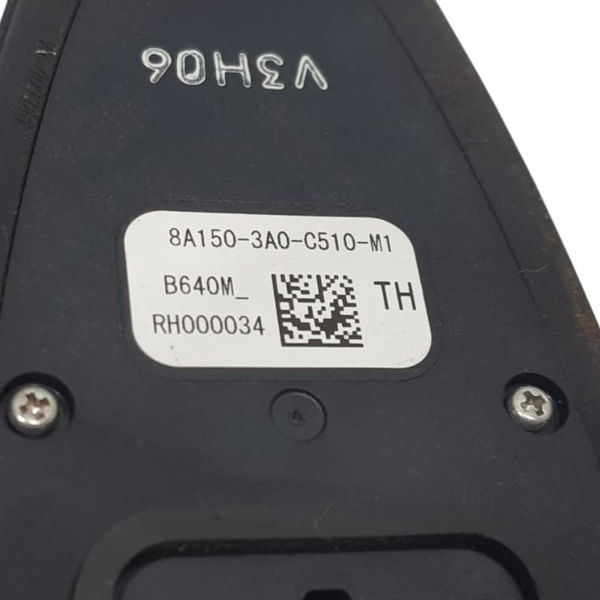 V3H06
8A150-3A0-C510-M1
B640M_
RH000034
TH